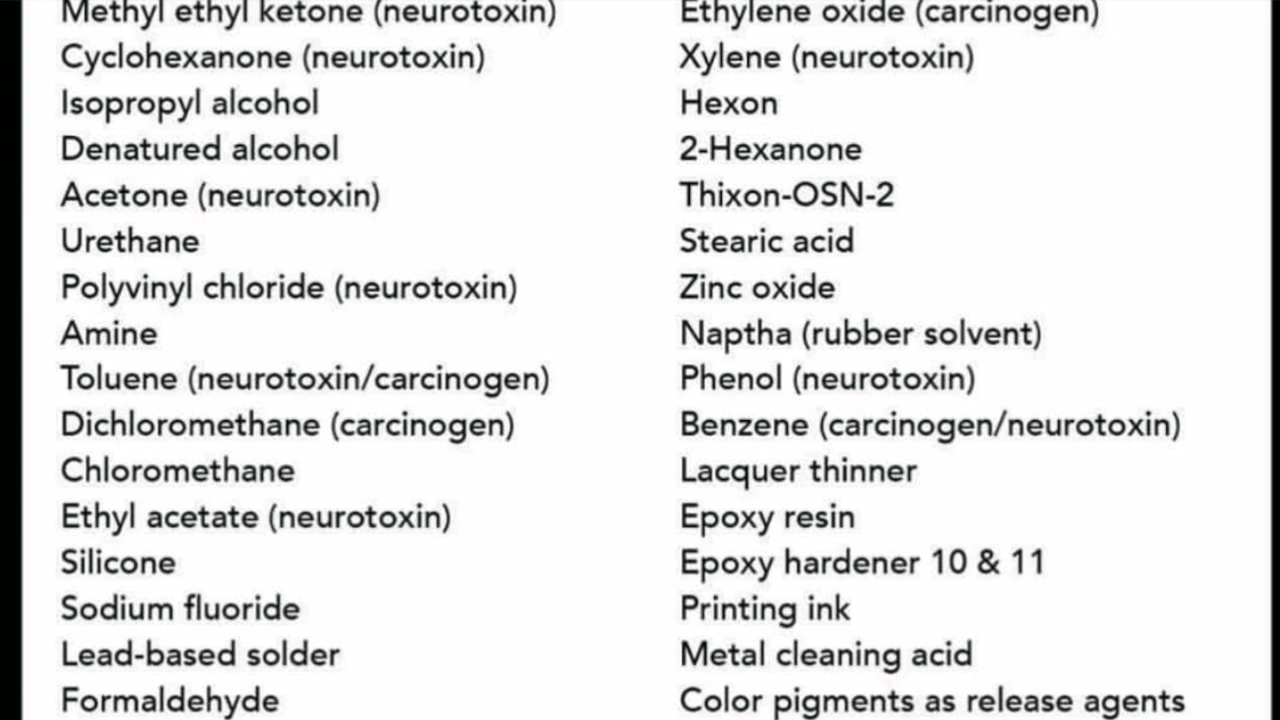 Methyl ethyl ketone (neurotoxin)
Cyclohexanone (neurotoxin)
Isopropyl alcohol
Denatured alcohol
Acetone (neurotoxin)
Urethane
Polyvinyl chloride (neurotoxin)
Amine
Toluene (neurotoxin/carcinogen)
Dichloromethane (carcinogen)
Chloromethane
Ethyl acetate (neurotoxin)
Silicone
Sodium fluoride
Lead-based solder
Formaldehyde
Ethylene oxide (carcinogen)
Xylene (neurotoxin)
Hexon
2-Hexanone
Thixon-OSN-2
Stearic acid
Zinc oxide
Naptha (rubber solvent)
Phenol (neurotoxin)
Benzene (carcinogen/neurotoxin)
Lacquer thinner
Epoxy resin
Epoxy hardener 10 & 11
Printing ink
Metal cleaning acid
Color pigments as release agents